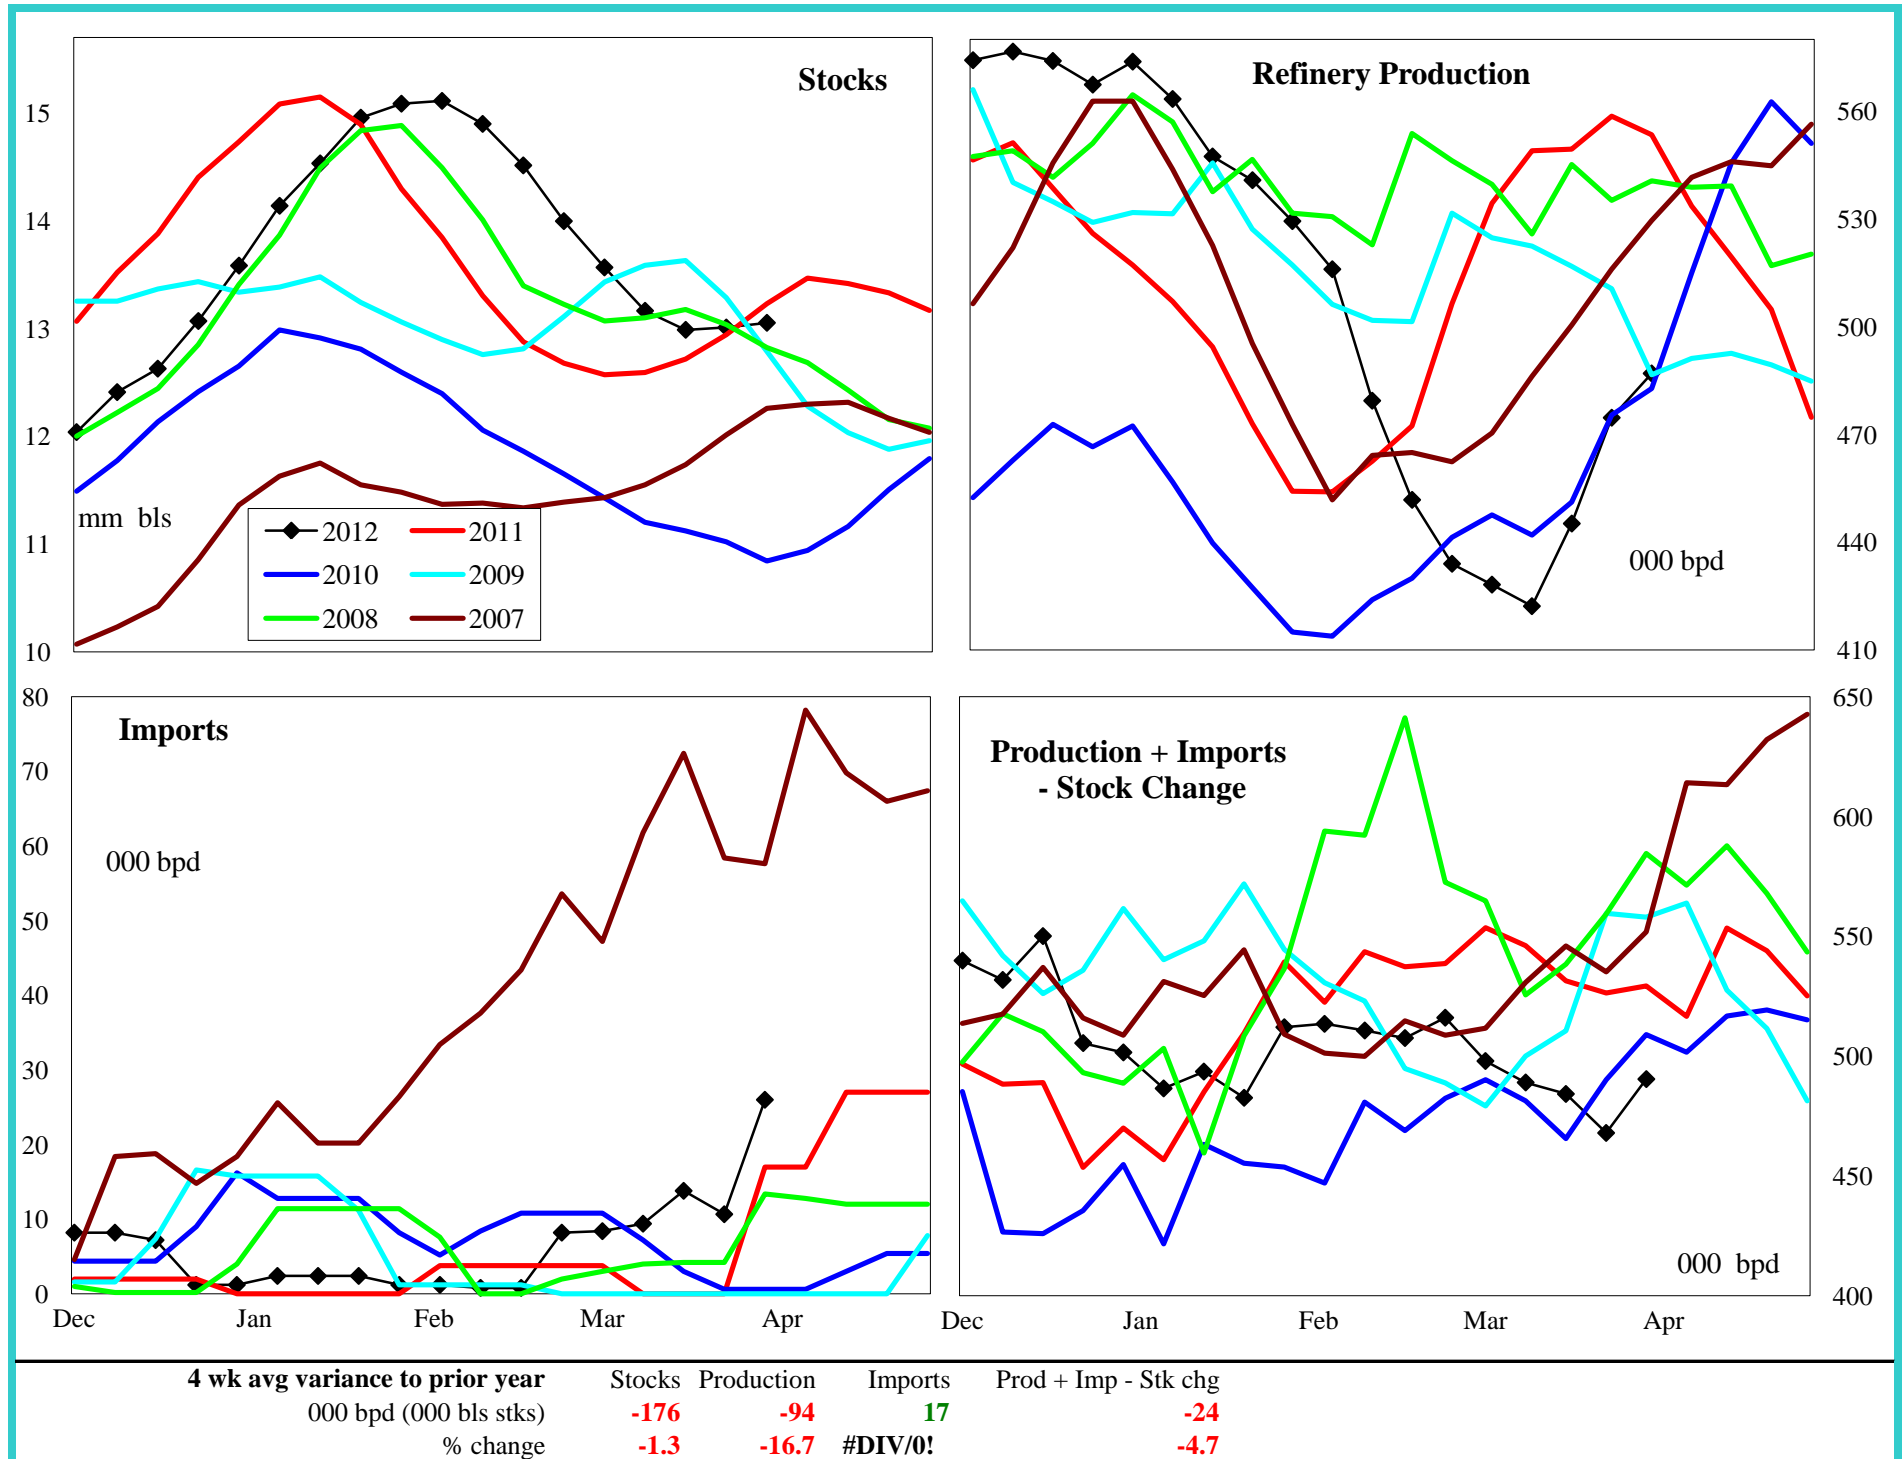 Stocks
15
14
13
12
11
10
mm bls
2012 2011
2010 2009
2008 2007
Refinery Production
560
530
500
470
440
410
000 bpd
Imports
80
70
60
50
40
30
20
10
0
000 bpd
Dec Jan Feb Mar Apr
Production + Imports
- Stock Change
650
600
550
500
450
400
000 bpd
Dec Jan Feb Mar Apr
4 wk avg variance to prior year Stocks Production Imports Prod + Imp - Stk chg
000 bpd (000 bls stks) -176 -94 17 -24
% change -1.3 -16.7 #DIV/0! -4.7